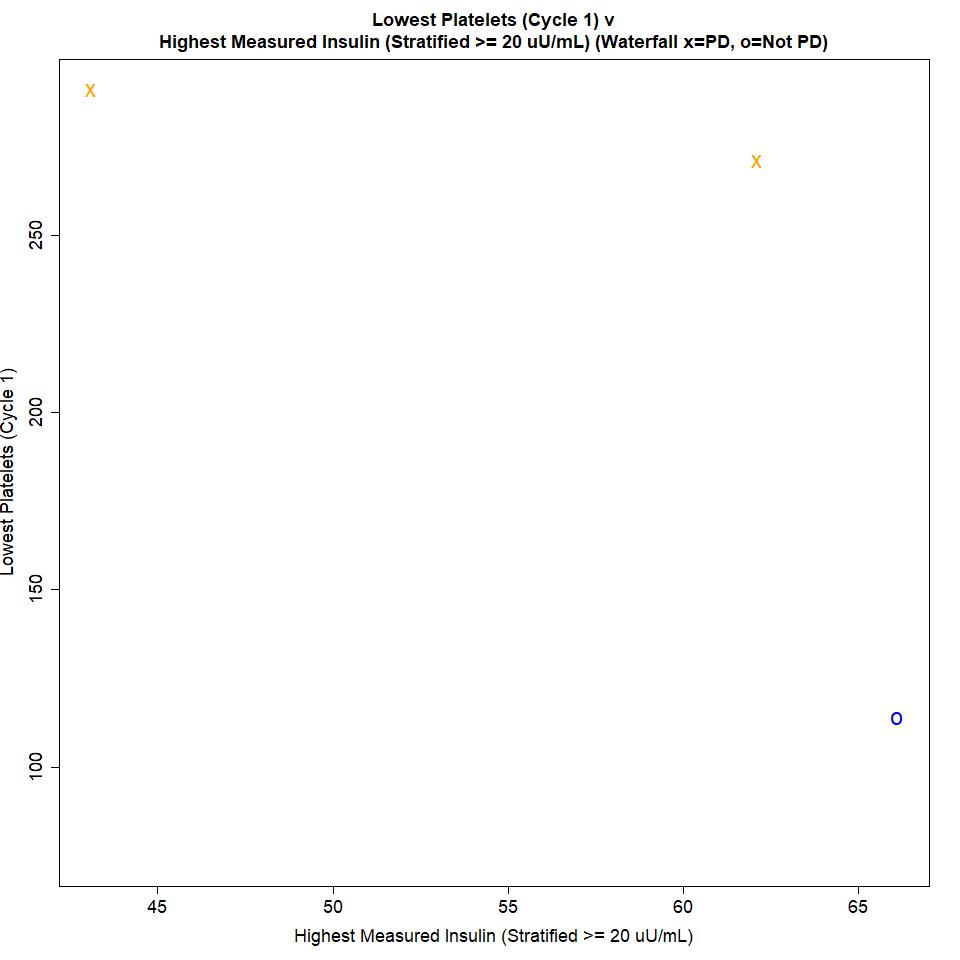 Lowest Platelets (Cycle 1) v
Highest Measured Insulin (Stratified >= 20 uU/mL) (Waterfall x=PD, o=Not PD)
X
X
250
200
150
100
Lowest Platelets (Cycle 1)
O
45 50 55 60 65
Highest Measured Insulin (Stratified >= 20 uU/mL)